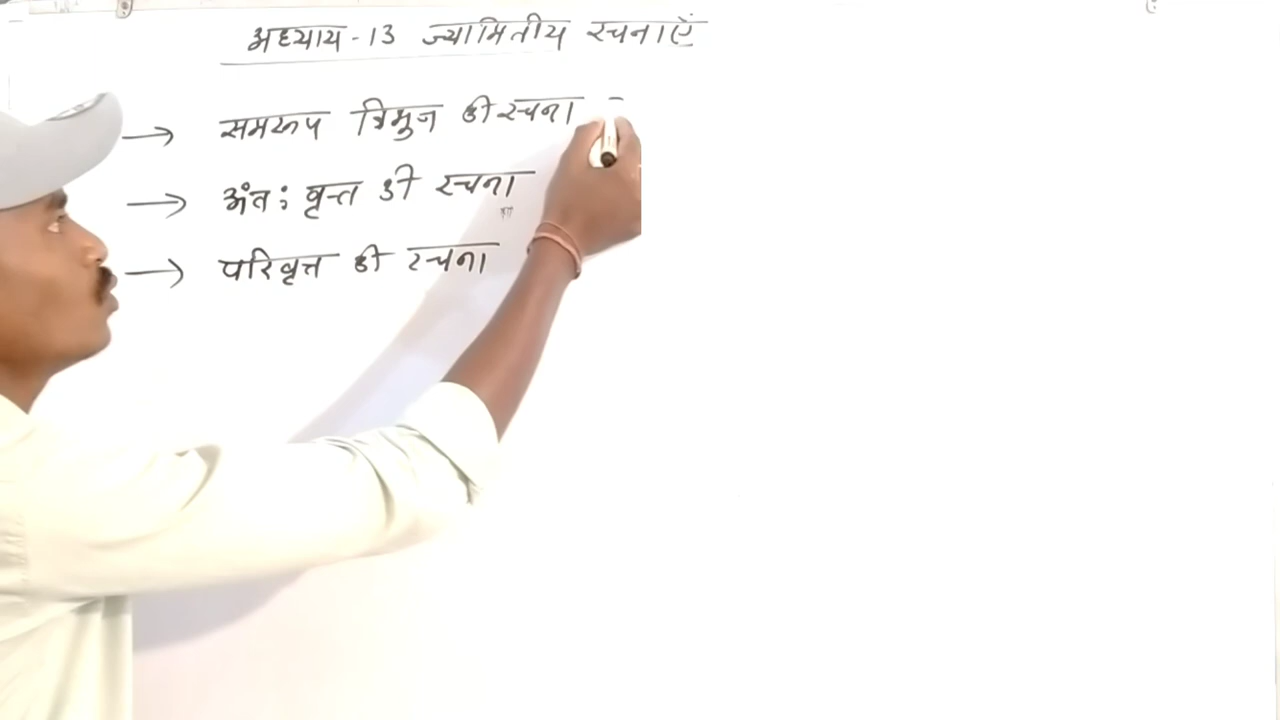 अध्याय - 13 ज्यामितीय रचनाएं
→ समरूप त्रिभुज की रचना -
→ अंत: वृत्त की रचना
→ परिवृत्त की रचना